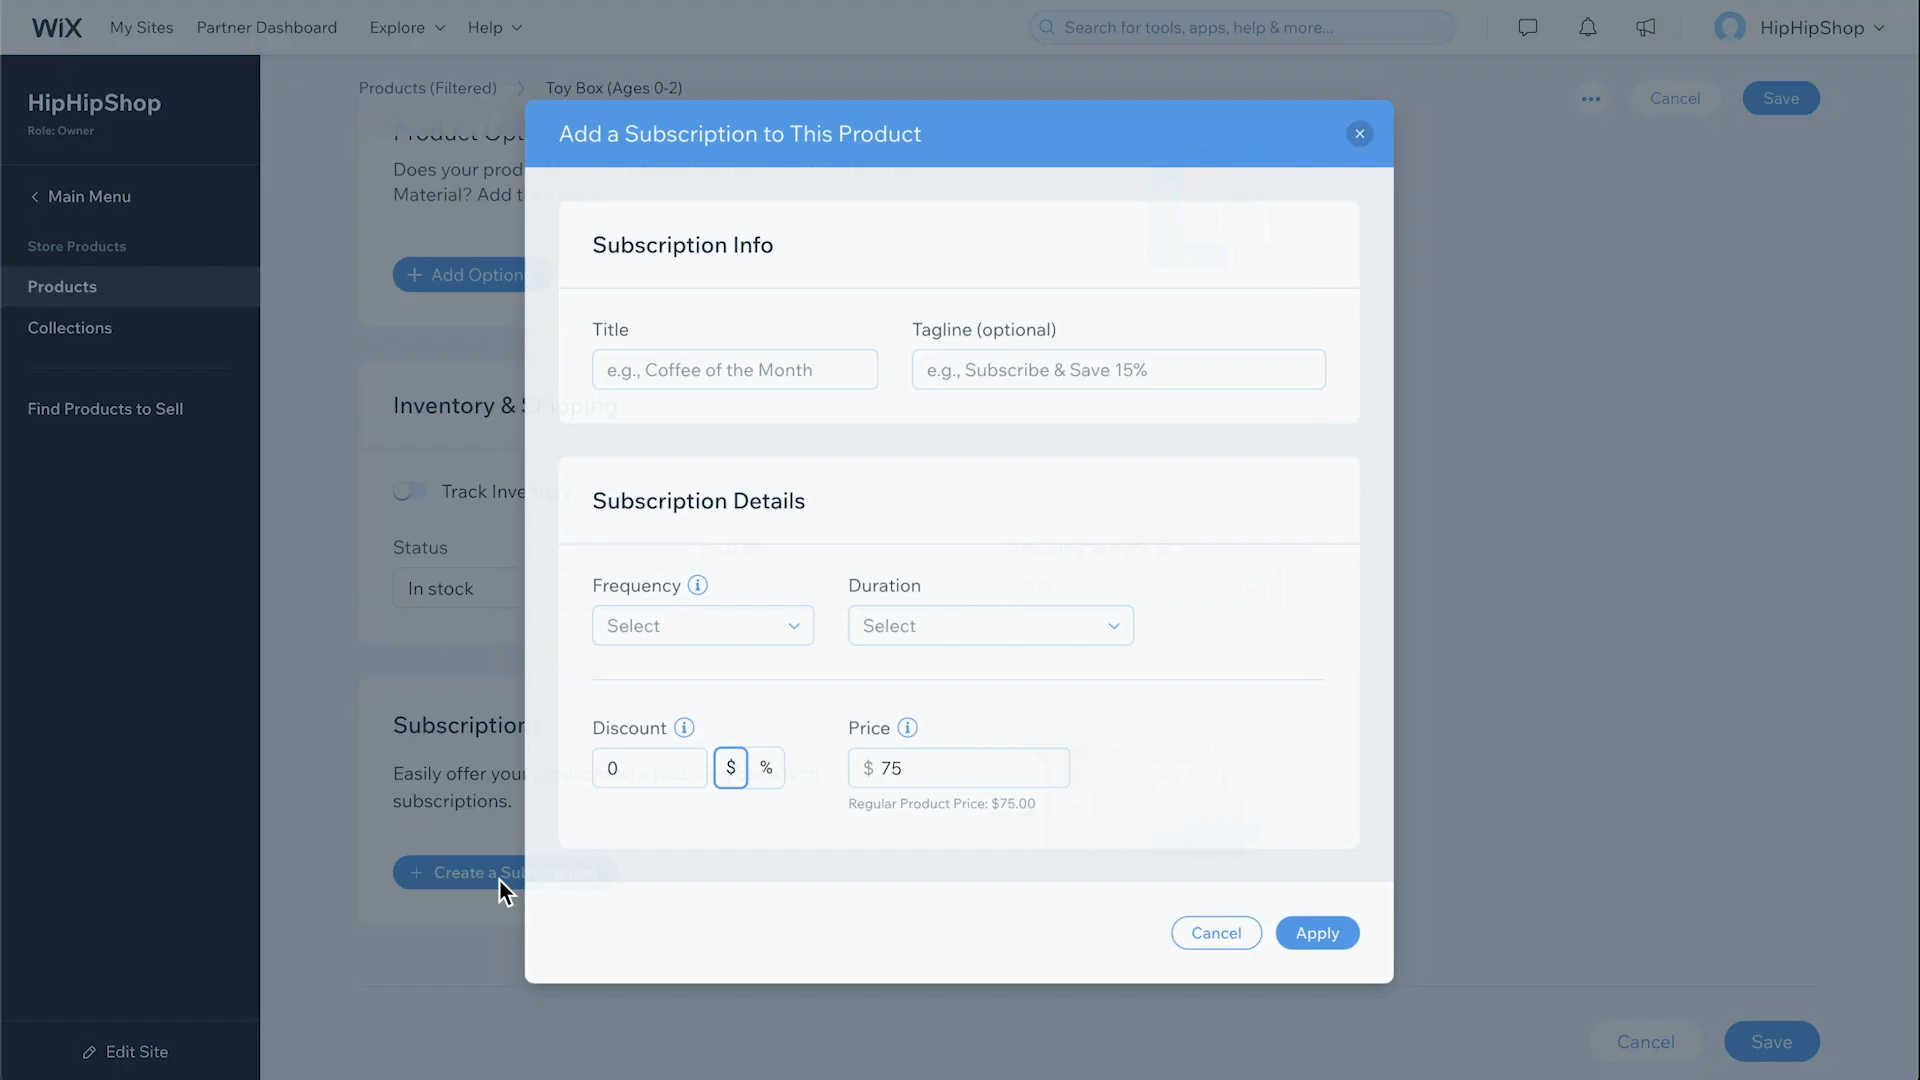 WiX My Sites Partner Dashboard Explore Help Search for tools, apps, help & more... HipHipShop
HipHipShop
Role: Owner
Main Menu
Store Products
Products
Collections
Find Products to Sell
Edit Site
Products (Filtered) Toy Box (Ages 0-2)
Cancel Save
Product Opt
Does your prod
Material? Add t
+ Add Option
Inventory & Shipping
Track Inventory
Status
In stock
Subscription
Easily offer your
subscriptions.
+ Create a Sub
Add a Subscription to This Product
Subscription Info
Title Tagline (optional)
e.g., Coffee of the Month e.g., Subscribe & Save 15%
Subscription Details
Frequency Duration
Select Select
Discount Price
0 $ % $ 75
Regular Product Price: $75.00
Cancel Apply
Cancel Save